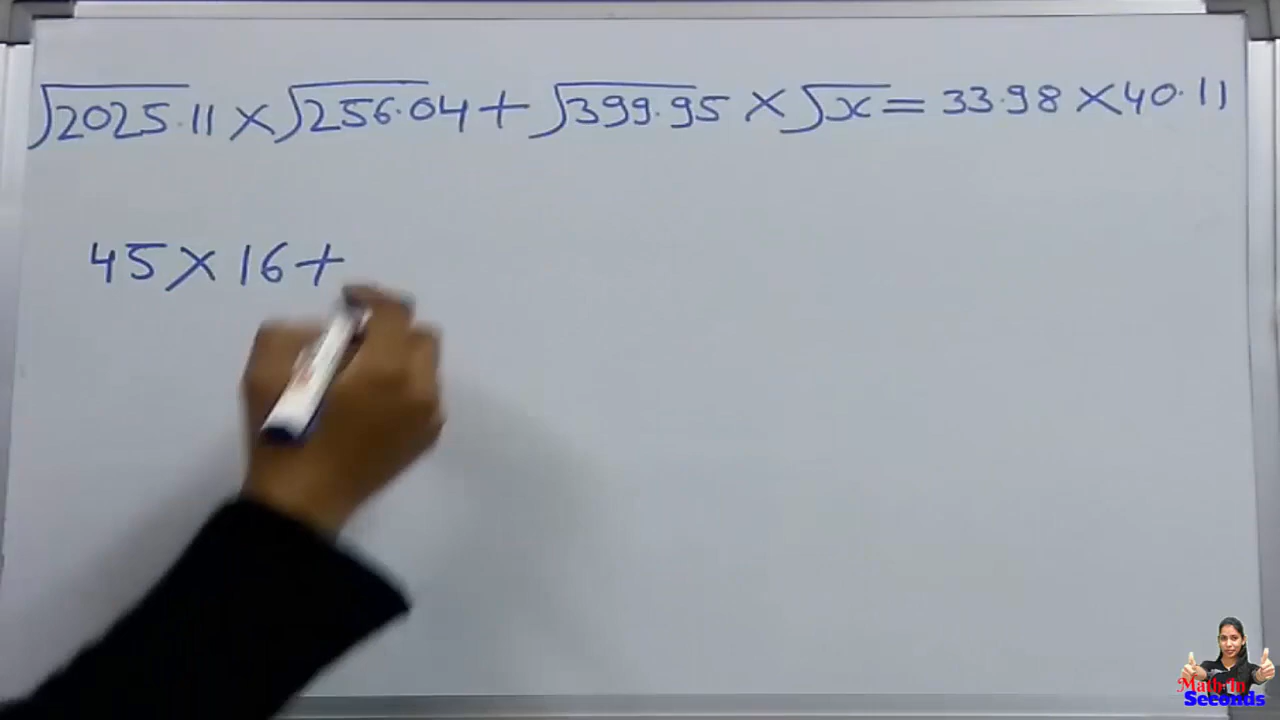 √2025.11 × √256.04 + √399.95 × √x = 33.98 × 40.11
45 × 16 +
Math In
Seconds